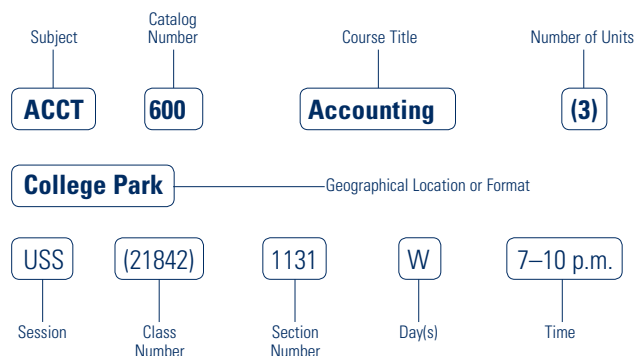 Subject Catalog Number Course Title Number of Units
ACCT 600 Accounting (3)
College Park Geographical Location or Format
USS (21842) 1131 W 7–10 p.m.
Session Class Number Section Number Day(s) Time